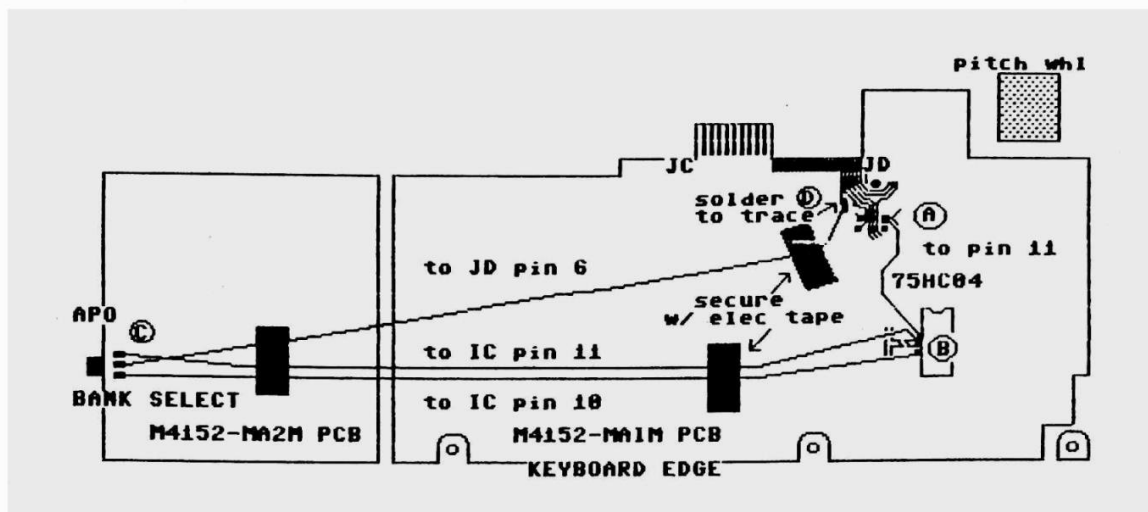 pitch whl
JC
JD
solder D
to trace
A
to pin 11
75HC04
to JD pin 6
secure
w/ elec tape
APO
C
to IC pin 11
B
BANK SELECT
to IC pin 10
M4152-MA2M PCB
M4152-MA1M PCB
KEYBOARD EDGE